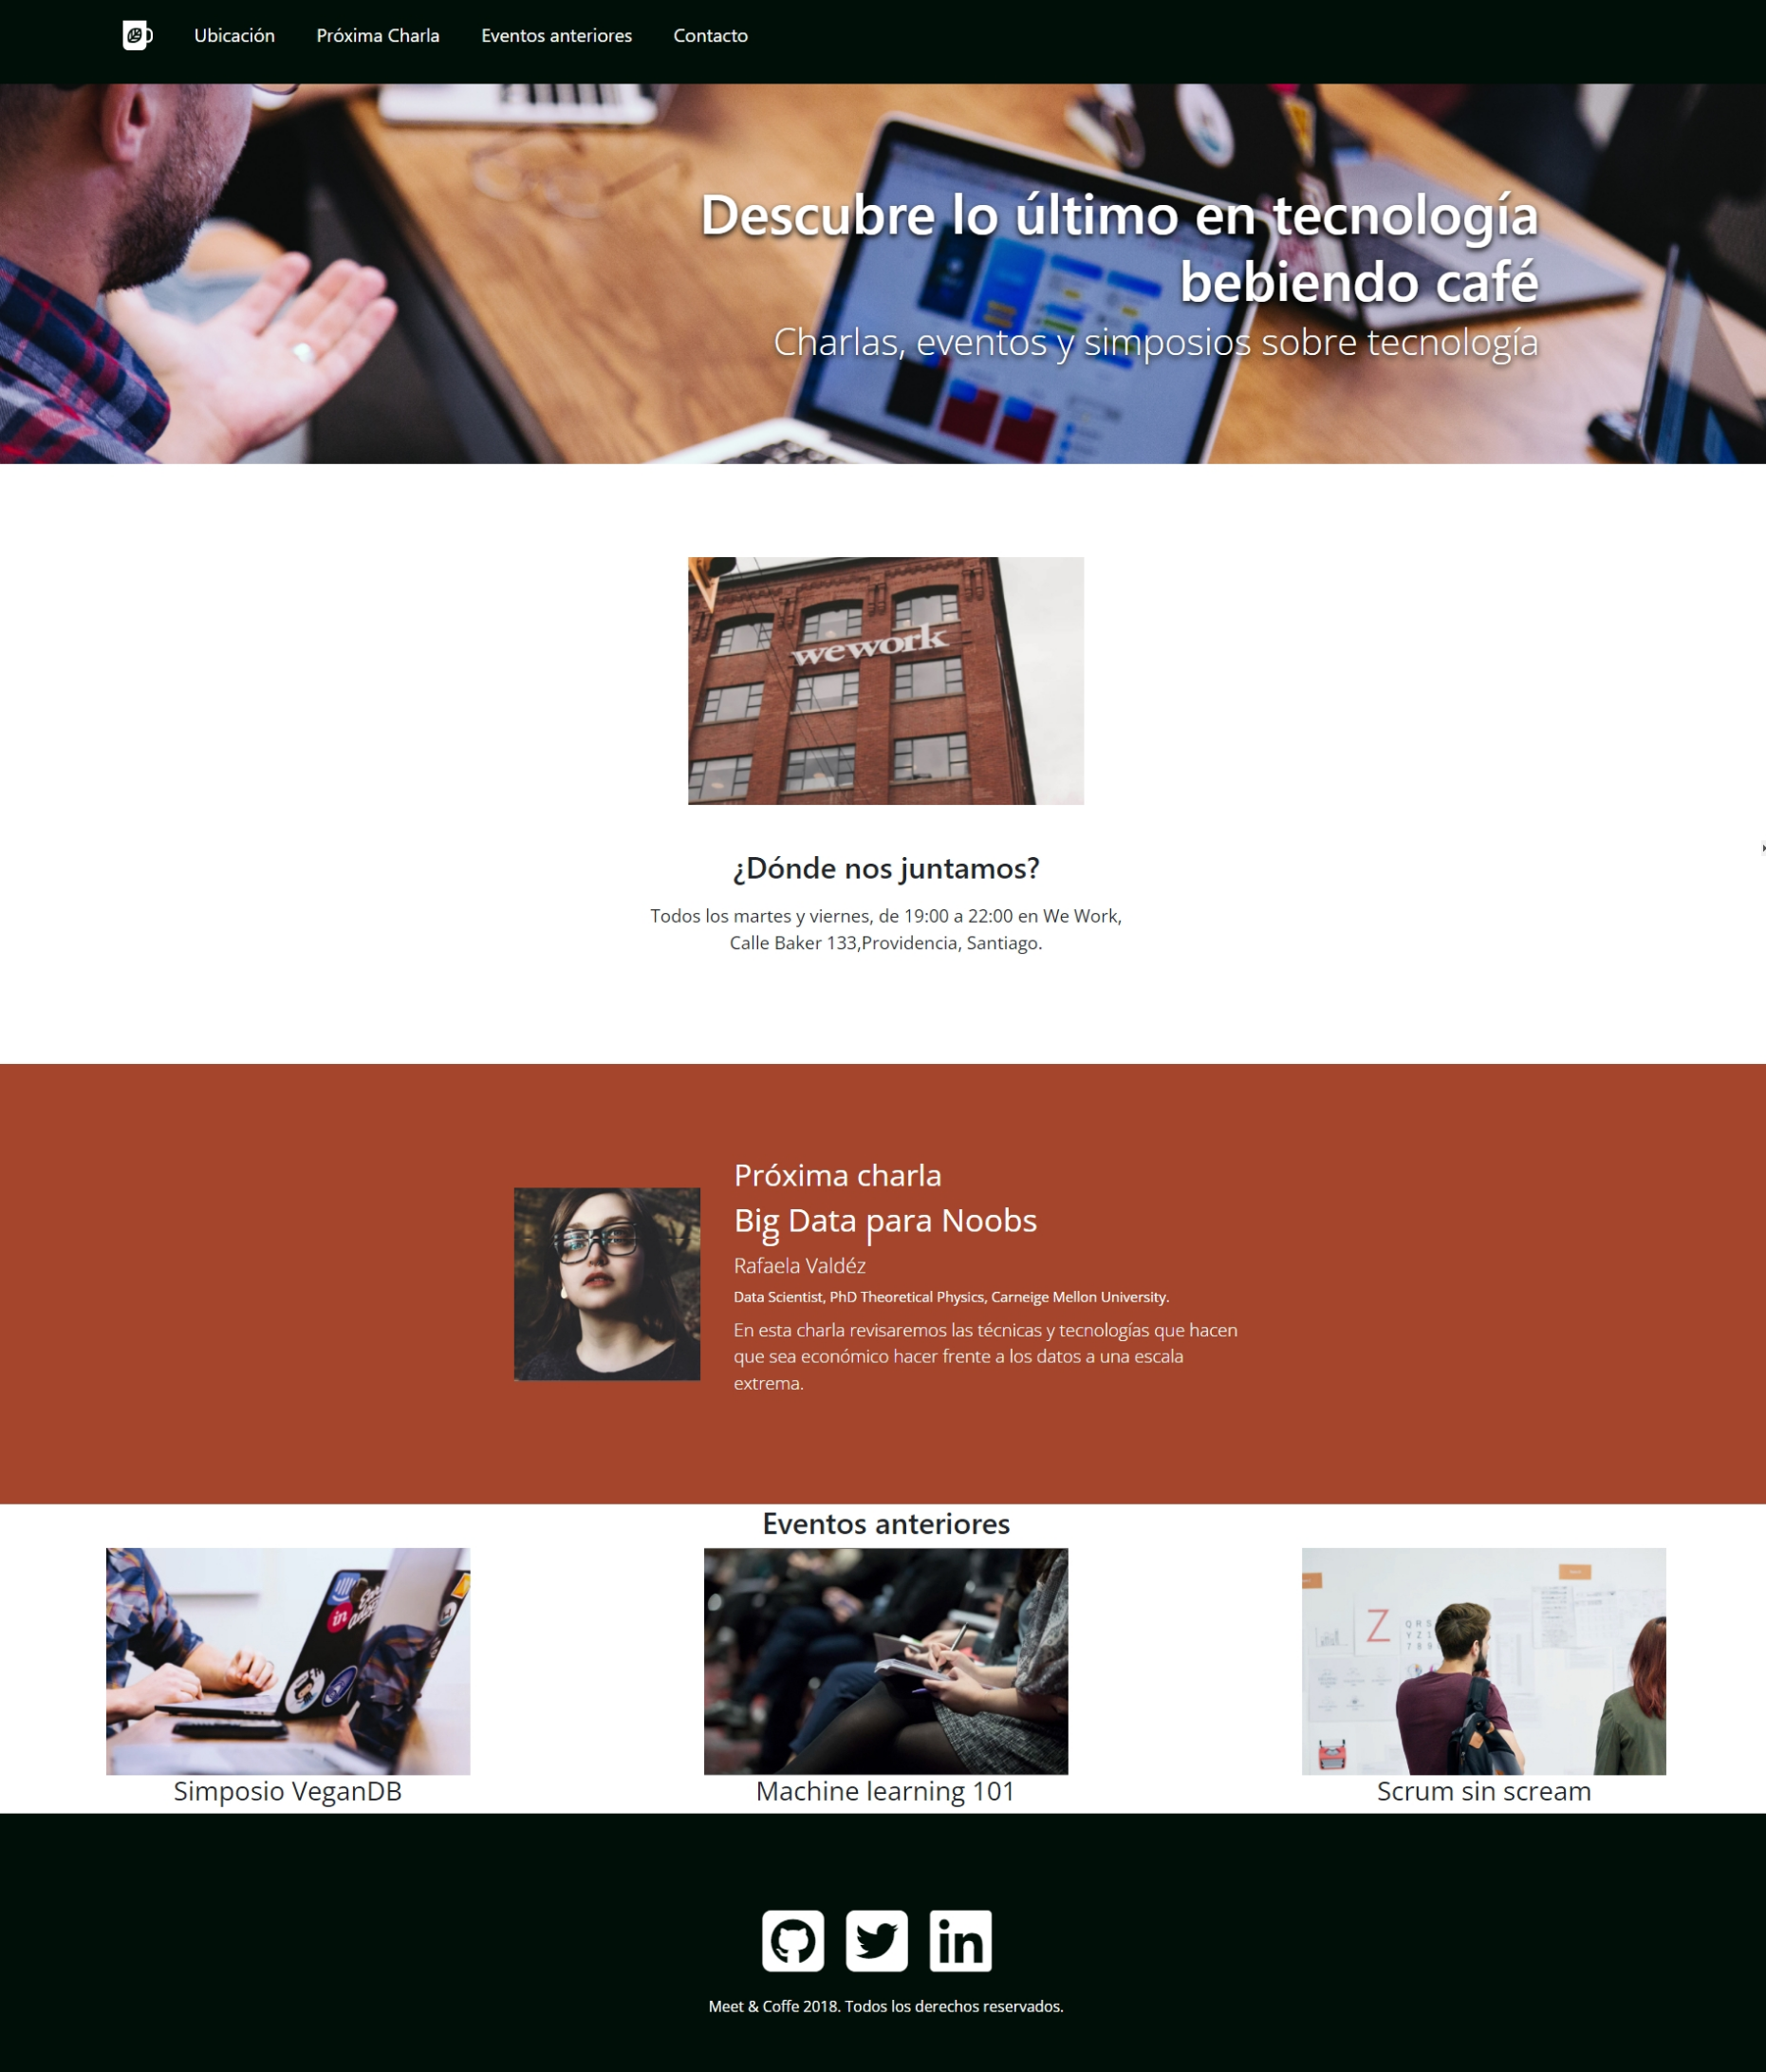 Ubicación
Próxima Charla
Eventos anteriores
Contacto
Descubre lo último en tecnología
bebiendo café
Charlas, eventos y simposios sobre tecnología
wework
¿Dónde nos juntamos?
Todos los martes y viernes, de 19:00 a 22:00 en We Work,
Calle Baker 133,Providencia, Santiago.
Próxima charla
Big Data para Noobs
Rafaela Valdéz
Data Scientist, PhD Theoretical Physics, Carneige Mellon University.
En esta charla revisaremos las técnicas y tecnologías que hacen
que sea económico hacer frente a los datos a una escala
extrema.
Eventos anteriores
in
Z
Simposio VeganDB
Machine learning 101
Scrum sin scream
in
Meet & Coffe 2018. Todos los derechos reservados.